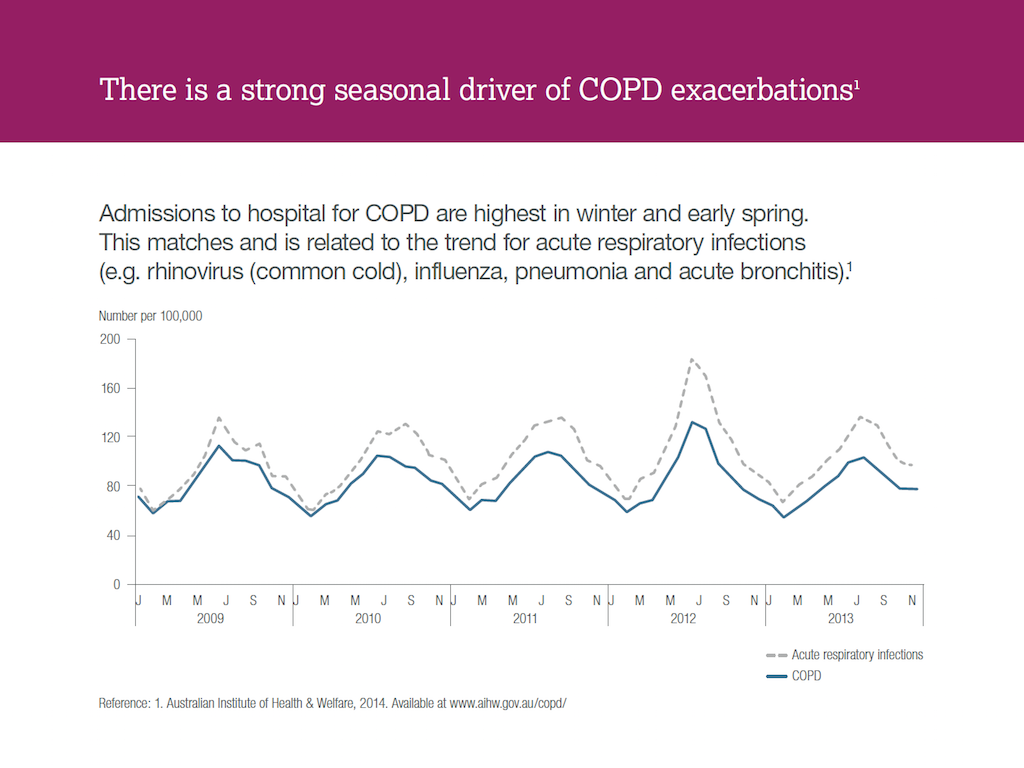 There is a strong seasonal driver of COPD exacerbations¹
Admissions to hospital for COPD are highest in winter and early spring.
This matches and is related to the trend for acute respiratory infections
(e.g. rhinovirus (common cold), influenza, pneumonia and acute bronchitis).¹
Number per 100,000
200
160
120
80
40
0
J M M J S N J M M J S N J M M J S N J M M J S N J M M J S N
2009 2010 2011 2012 2013
Acute respiratory infections
COPD
Reference: 1. Australian Institute of Health & Welfare, 2014. Available at www.aihw.gov.au/copd/